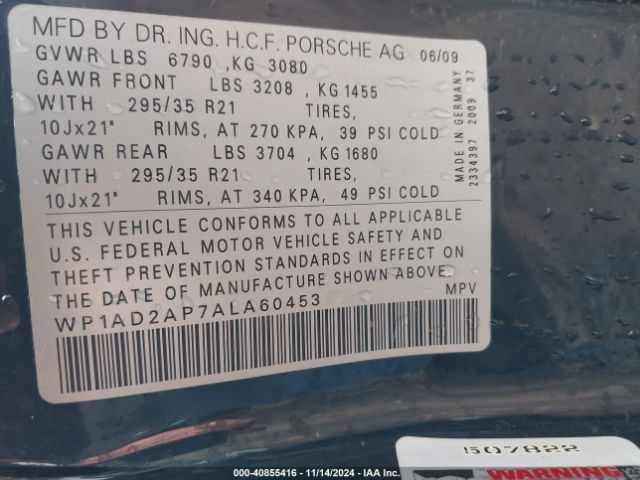 MFD BY DR. ING. H.C.F. PORSCHE AG 06/09
GVWR LBS 6790 , KG 3080
GAWR FRONT LBS 3208 , KG 1455
WITH 295/35 R21 TIRES,
10Jx21" RIMS, AT 270 KPA, 39 PSI COLD
GAWR REAR LBS 3704 , KG 1680
WITH 295/35 R21 TIRES,
10Jx21" RIMS, AT 340 KPA, 49 PSI COLD
THIS VEHICLE CONFORMS TO ALL APPLICABLE
U.S. FEDERAL MOTOR VEHICLE SAFETY AND
THEFT PREVENTION STANDARDS IN EFFECT ON
THE DATE OF MANUFACTURE SHOWN ABOVE.
WP1AD2AP7ALA60453 MPV
MADE IN GERMANY
2334397 2009 37
507822
WARNING
000-40855416 - 11/14/2024 - IAA Inc.